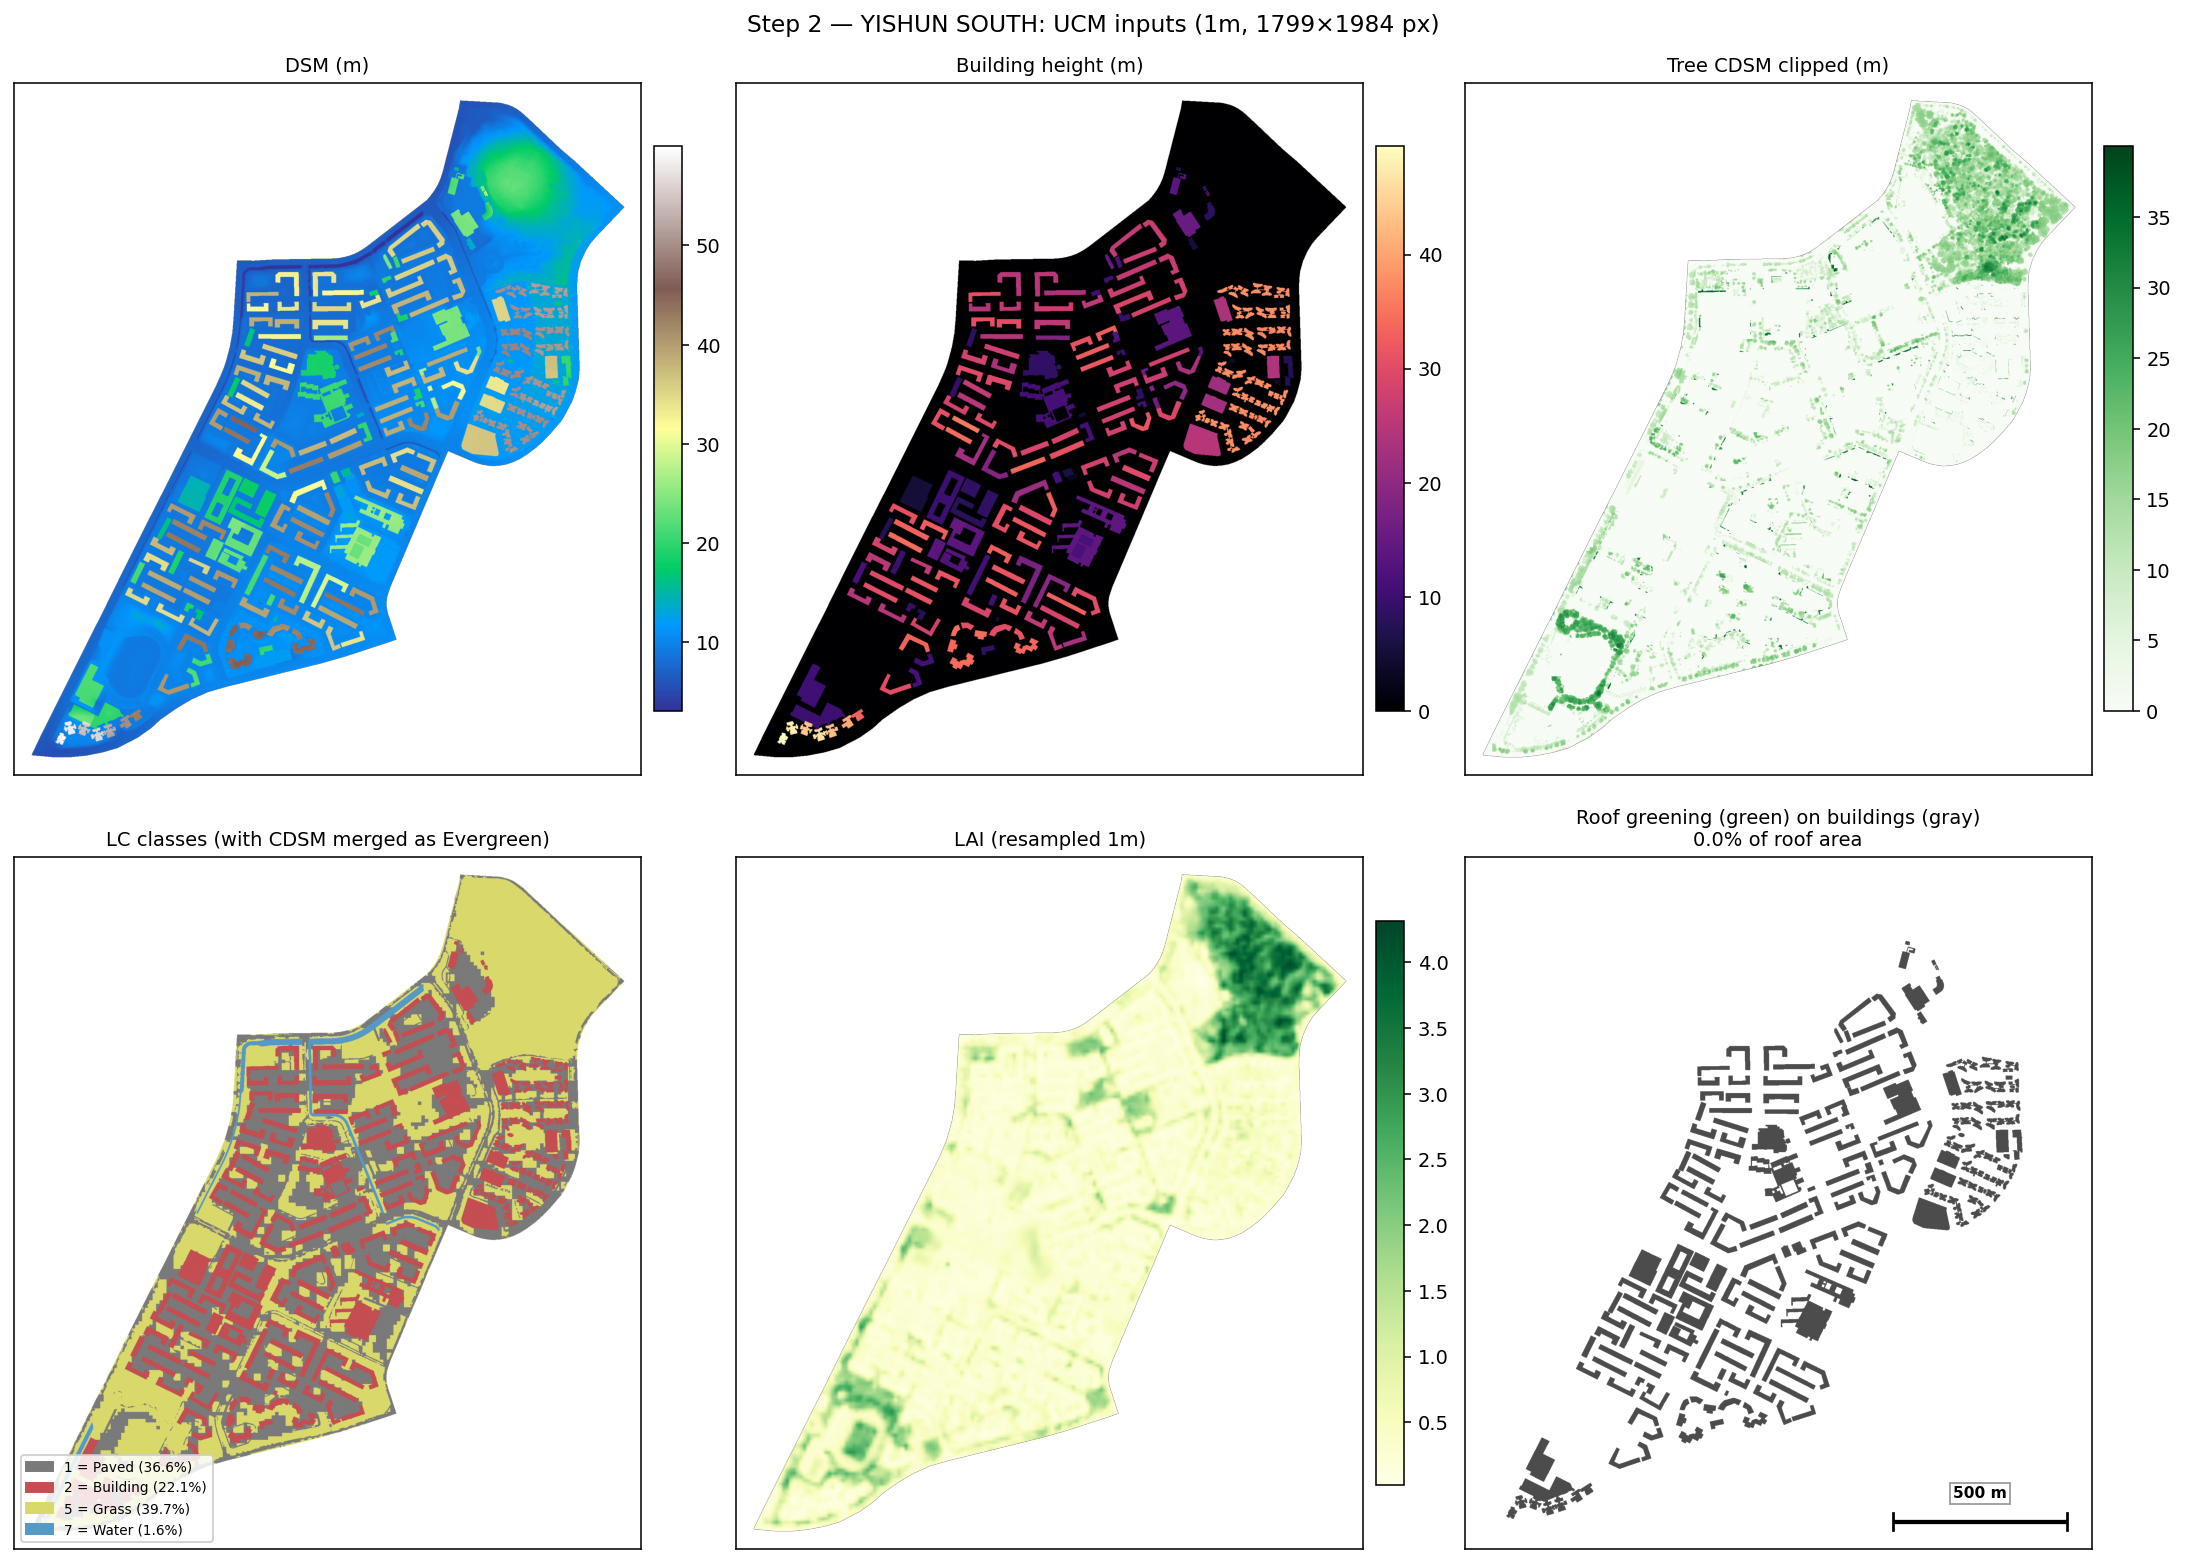 Step 2 — YISHUN SOUTH: UCM inputs (1m, 1799×1984 px)
DSM (m)
50
40
30
20
10
Building height (m)
40
30
20
10
0
Tree CDSM clipped (m)
35
30
25
20
15
10
5
0
LC classes (with CDSM merged as Evergreen)
1 = Paved (36.6%)
2 = Building (22.1%)
5 = Grass (39.7%)
7 = Water (1.6%)
LAI (resampled 1m)
4.0
3.5
3.0
2.5
2.0
1.5
1.0
0.5
Roof greening (green) on buildings (gray)
0.0% of roof area
500 m